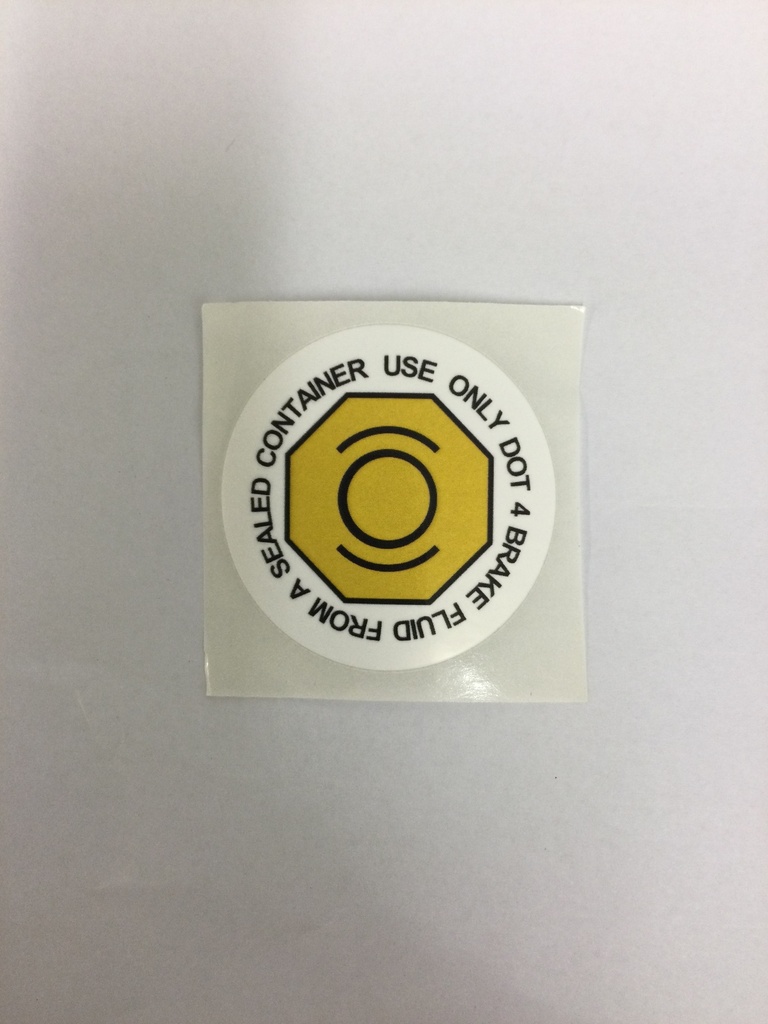 USE ONLY DOT 4 BRAKE FLUID FROM A SEALED CONTAINER